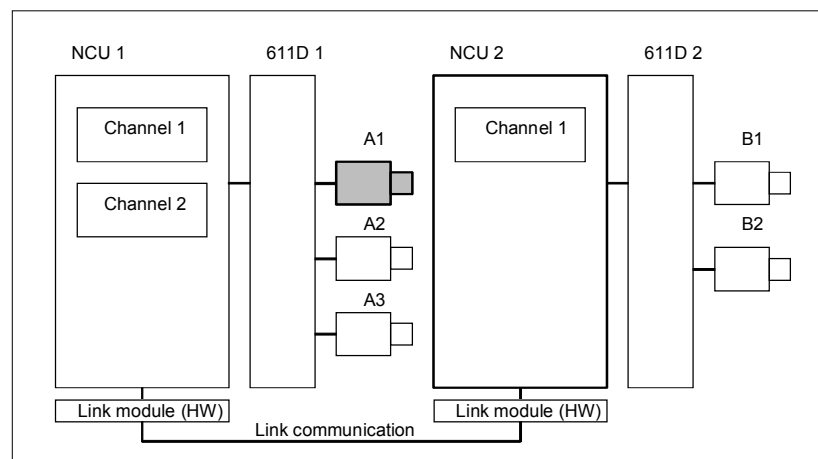 NCU 1
611D 1
NCU 2
611D 2
Channel 1
A1
Channel 1
B1
Channel 2
A2
B2
A3
Link module (HW)
Link module (HW)
Link communication